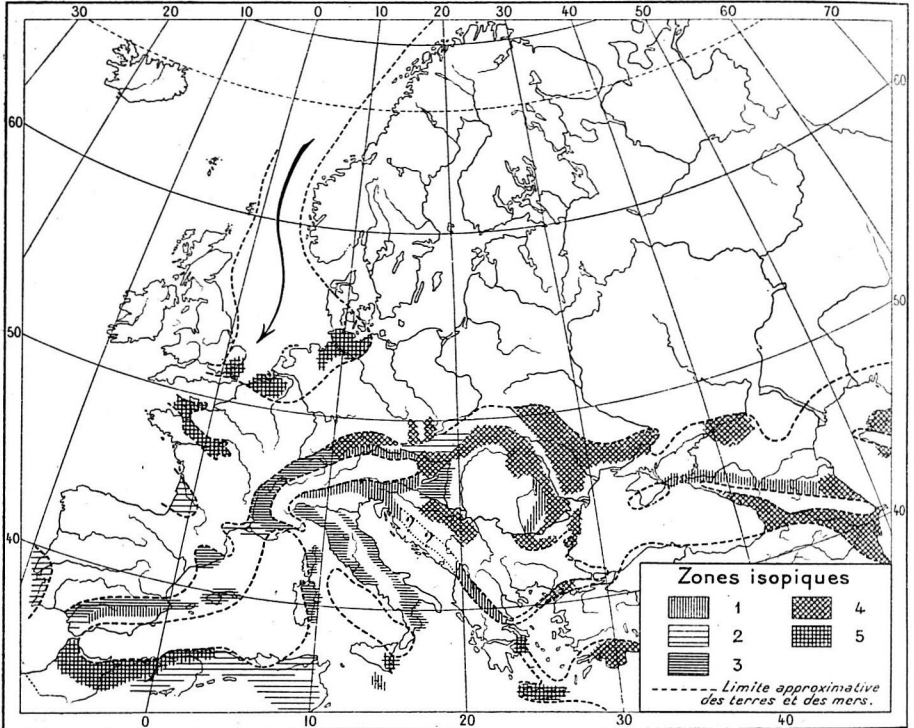 30 20 10 0 10 20 30 40 50 60 70
60 60
50 50
40 40
? ?
Zones isopiques
1 4
2 5
3
Limite approximative
des terres et des mers.
0 10 20 30 40